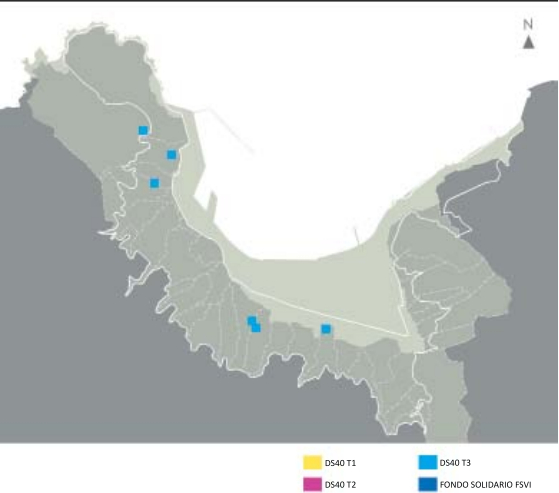 N
DS40 T1
DS40 T3
DS40 T2
FONDO SOLIDARIO FSVI